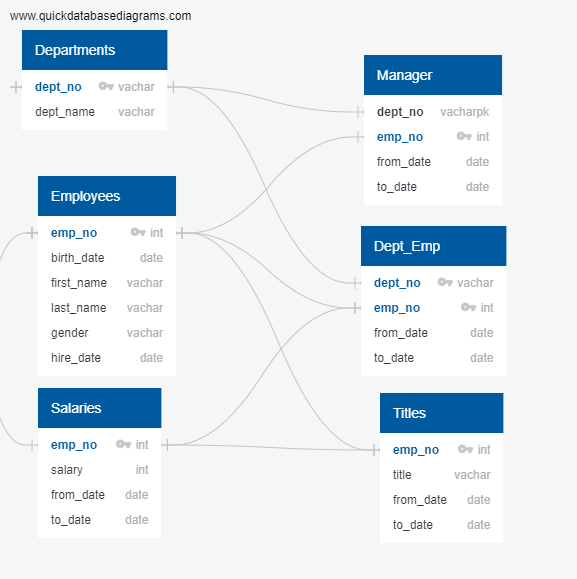 www.quickdatabasediagrams.com
Departments
dept_no vachar
dept_name vachar
Manager
dept_no vacharpk
emp_no int
from_date date
to_date date
Employees
emp_no int
birth_date date
first_name vachar
last_name vachar
gender vachar
hire_date date
Dept_Emp
dept_no vachar
emp_no int
from_date date
to_date date
Salaries
emp_no int
salary int
from_date date
to_date date
Titles
emp_no int
title vachar
from_date date
to_date date